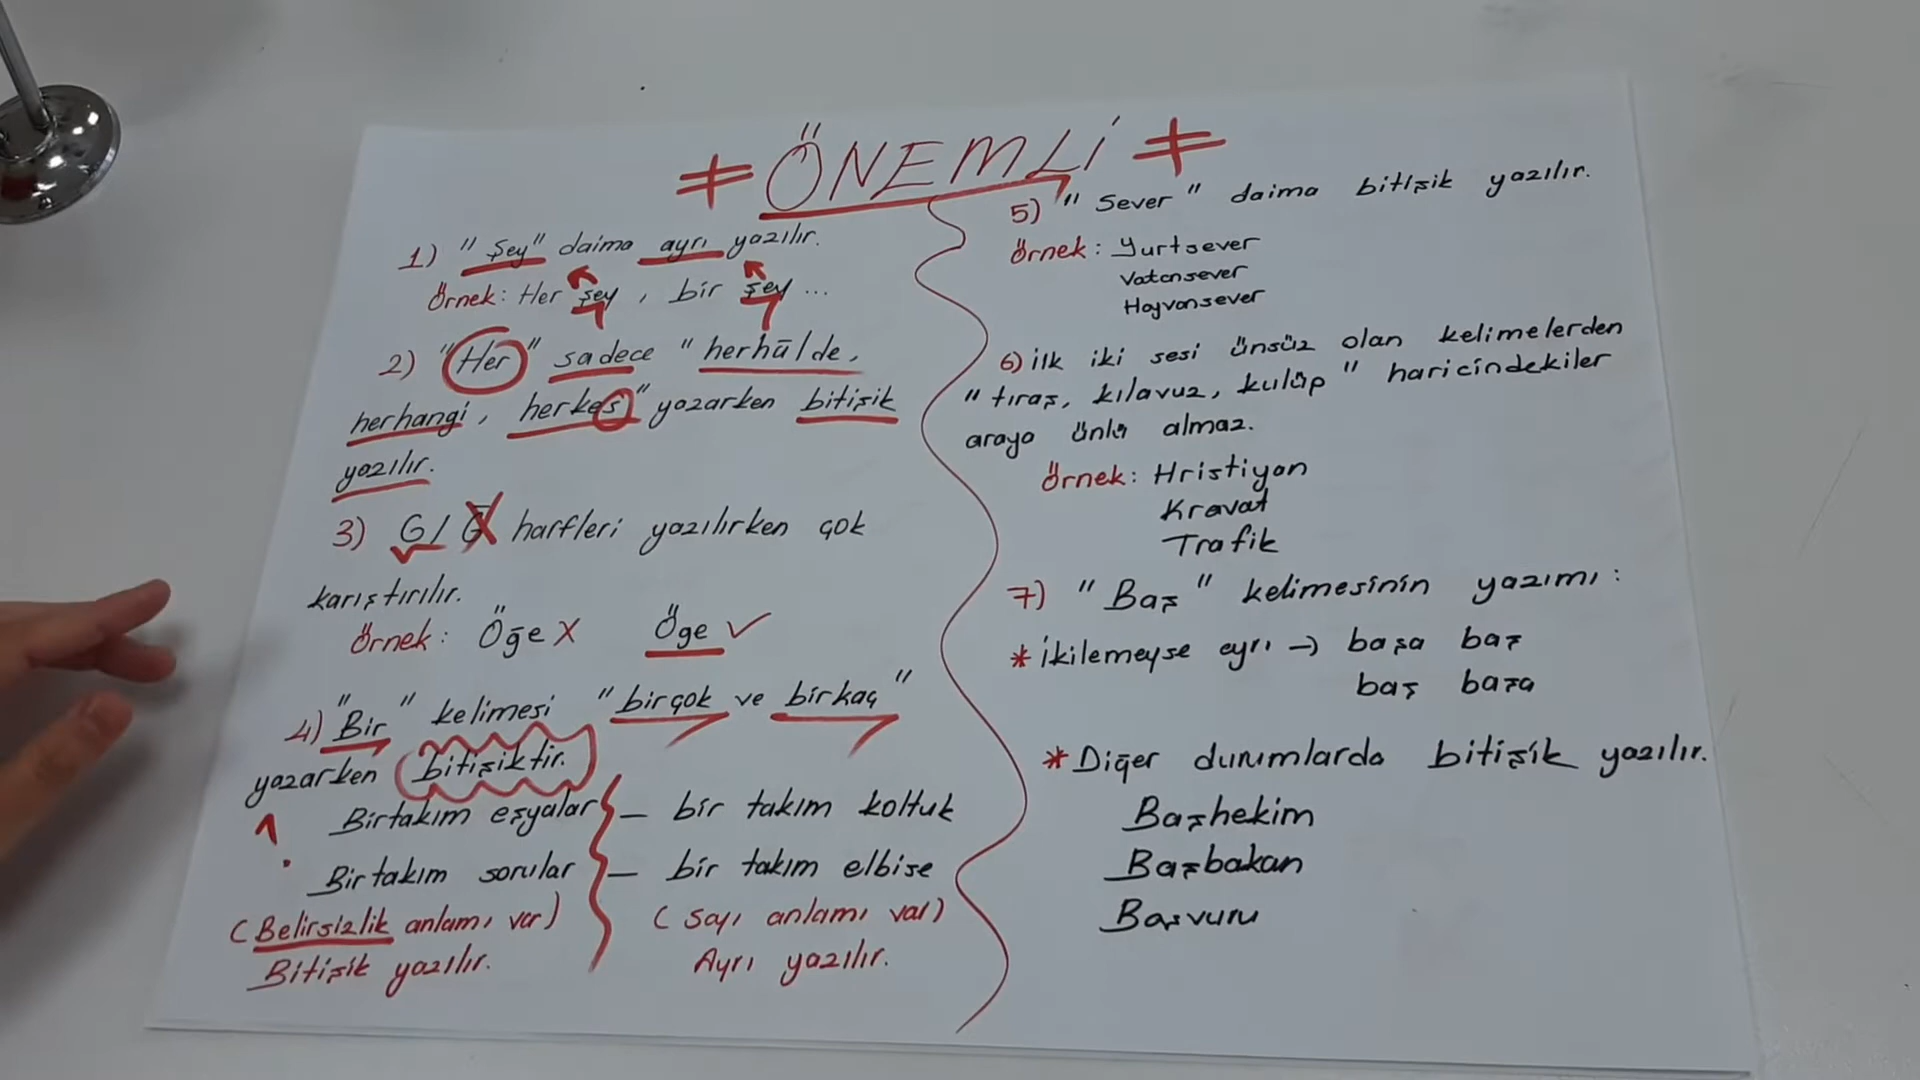 ÖNEMLİ
1) "Şey" daima ayrı yazılır.
Örnek: Her şey, bir şey ...
2) "Her" sadece "herhâlde,
herhangi, herkes" yazarken bitişik
yazılır.
3) G/Ğ harfleri yazılırken çok
karıştırılır.
Örnek: Öğe X Öge ✓
4) "Bir" kelimesi "birçok ve birkaç"
yazarken bitişiktir.
Birtakım eşyalar — bir takım koltuk
Birtakım sorular — bir takım elbise
(Belirsizlik anlamı var) (Sayı anlamı var)
Bitişik yazılır. Ayrı yazılır.
5) "Sever" daima bitişik yazılır.
Örnek: Yurtsever
Vatansever
Hayvansever
6) İlk iki sesi ünsüz olan kelimelerden
"tıraş, kılavuz, kulüp" haricindekiler
araya ünlü almaz.
Örnek: Hristiyan
Kravat
Trafik
7) "Baş" kelimesinin yazımı:
* İkilemeyse ayrı → başa baş
baş başa
* Diğer durumlarda bitişik yazılır.
Başhekim
Başbakan
Başvuru